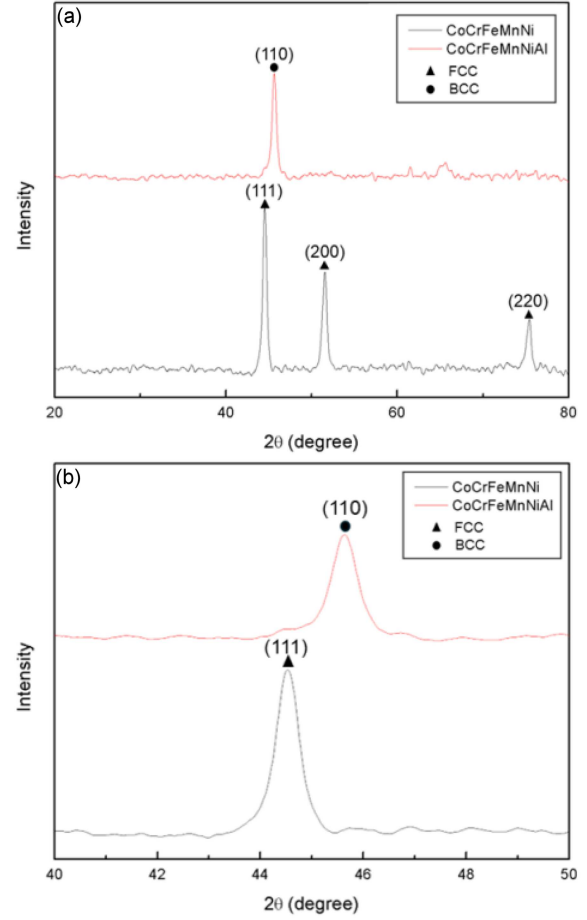 (a)
CoCrFeMnNi
CoCrFeMnNiAl
▲ FCC
● BCC
(110)
(111)
(200)
(220)
Intensity
20 40 60 80
2θ (degree)
(b)
CoCrFeMnNi
CoCrFeMnNiAl
▲ FCC
● BCC
(110)
(111)
Intensity
40 42 44 46 48 50
2θ (degree)